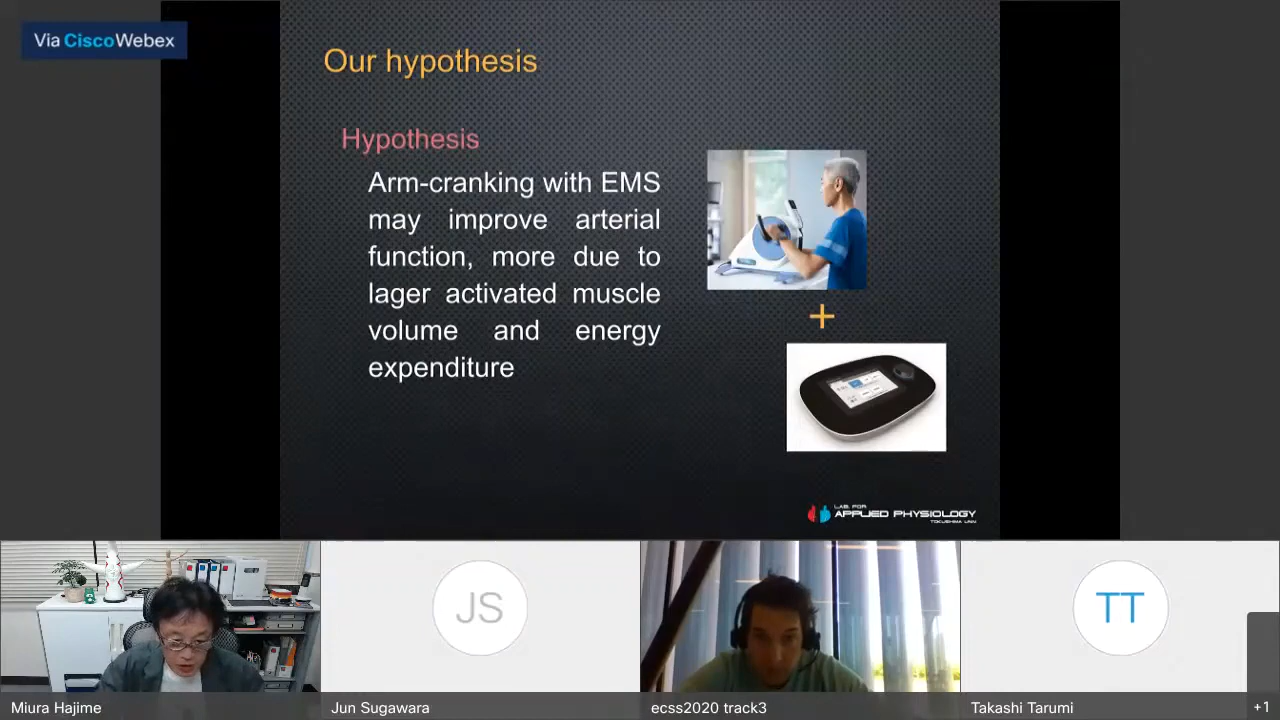 Via Cisco Webex
Our hypothesis
Hypothesis
Arm-cranking with EMS
may improve arterial
function, more due to
lager activated muscle
volume and energy
expenditure
+
LAB. FOR
APPLIED PHYSIOLOGY
TOKUSHIMA UNIV.
JS
TT
Miura Hajime
Jun Sugawara
ecss2020 track3
Takashi Tarumi
+1